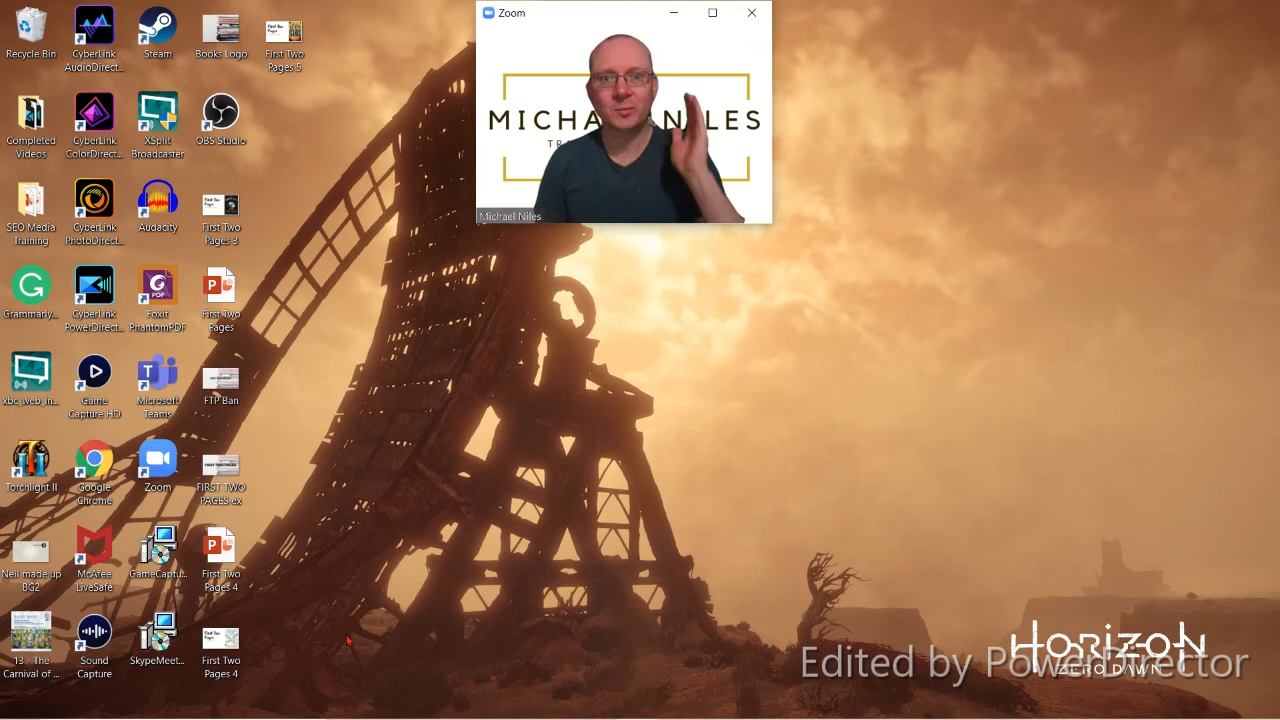 Recycle Bin
CyberLink
AudioDirect...
Steam
Books Logo
First Two
Pages 5
Completed
Videos
CyberLink
ColorDirect...
XSplit
Broadcaster
OBS Studio
SEO Media
Training
CyberLink
PhotoDirect...
Audacity
First Two
Pages 3
Grammarly...
CyberLink
PowerDirect...
Foxit
PhantomPDF
First Two
Pages
xbc_web_in...
Game
Capture HD
Microsoft
Teams
FTP Ban
Torchlight II
Google
Chrome
Zoom
FIRST TWO
PAGES ex
Neil made up
BG2
McAfee
LiveSafe
GameCaptu...
First Two
Pages 4
13 - The
Carnival of ...
Sound
Capture
SkypeMeet...
First Two
Pages 4
Zoom
MICHA N LES
TR
Michael Niles
HORIZON
ZERO DAWN
Edited by PowerDirector